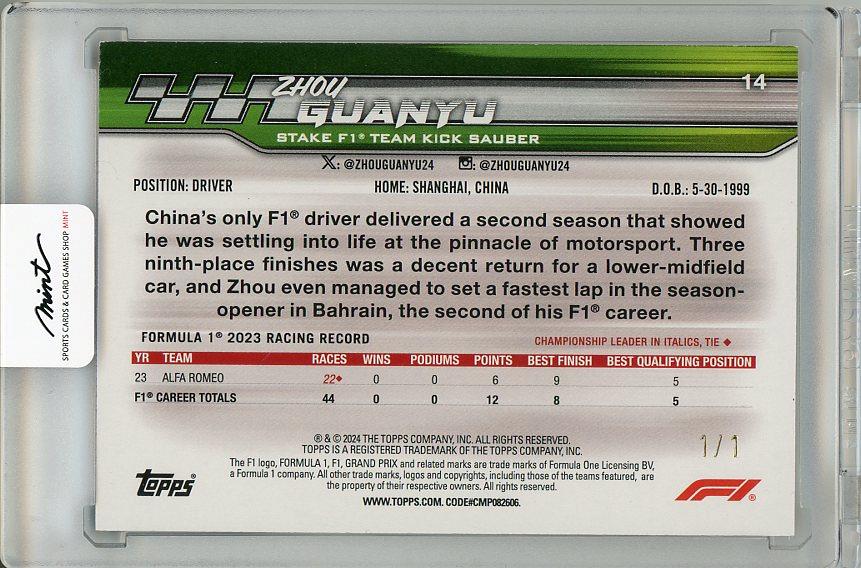 ZHOU
GUANYU
14
STAKE F1® TEAM KICK SAUBER
X: @ZHOUGUANYU24 : @ZHOUGUANYU24
POSITION: DRIVER HOME: SHANGHAI, CHINA D.O.B.: 5-30-1999
China's only F1® driver delivered a second season that showed
he was settling into life at the pinnacle of motorsport. Three
ninth-place finishes was a decent return for a lower-midfield
car, and Zhou even managed to set a fastest lap in the season-
opener in Bahrain, the second of his F1® career.
FORMULA 1® 2023 RACING RECORD CHAMPIONSHIP LEADER IN ITALICS, TIE ◆
YR TEAM RACES WINS PODIUMS POINTS BEST FINISH BEST QUALIFYING POSITION
23 ALFA ROMEO 22◆ 0 0 6 9 5
F1® CAREER TOTALS 44 0 0 12 8 5
® & © 2024 THE TOPPS COMPANY, INC. ALL RIGHTS RESERVED.
TOPPS IS A REGISTERED TRADEMARK OF THE TOPPS COMPANY, INC.
The F1 logo, FORMULA 1, F1, GRAND PRIX and related marks are trade marks of Formula One Licensing BV,
a Formula 1 company. All other trade marks, logos and copyrights, including those of the teams featured, are
the property of their respective owners. All rights reserved.
WWW.TOPPS.COM. CODE#CMP082606.
1/1
topps®
F1®
mint
SPORTS CARDS & CARD GAMES SHOP MINT